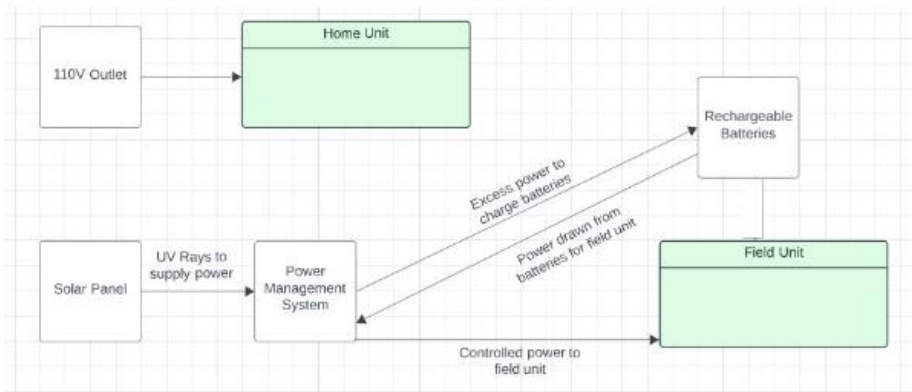 Home Unit
110V Outlet
Rechargeable
Batteries
Excess power to
charge batteries
Power drawn from
batteries for field unit
UV Rays to
supply power
Solar Panel
Power
Management
System
Field Unit
Controlled power to
field unit